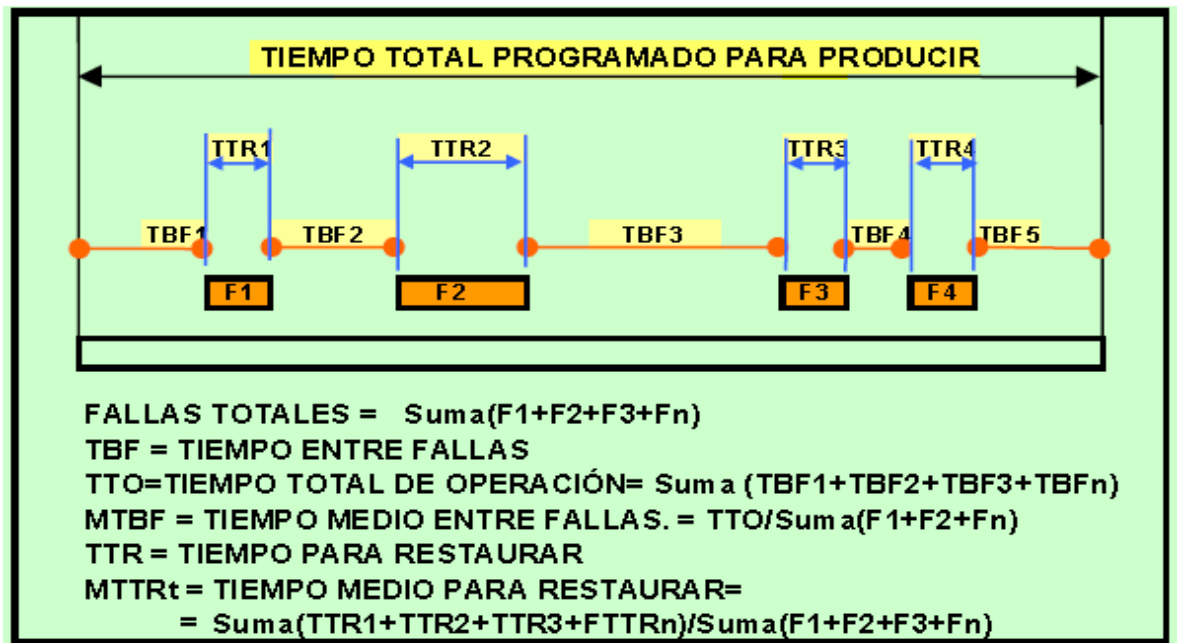 TIEMPO TOTAL PROGRAMADO PARA PRODUCIR
TTR1 TTR2 TTR3 TTR4
TBF1 TBF2 TBF3 TBF4 TBF5
F1 F2 F3 F4
FALLAS TOTALES = Suma(F1+F2+F3+Fn)
TBF = TIEMPO ENTRE FALLAS
TTO=TIEMPO TOTAL DE OPERACIÓN= Suma (TBF1+TBF2+TBF3+TBFn)
MTBF = TIEMPO MEDIO ENTRE FALLAS. = TTO/Suma(F1+F2+Fn)
TTR = TIEMPO PARA RESTAURAR
MTTRt = TIEMPO MEDIO PARA RESTAURAR=
= Suma(TTR1+TTR2+TTR3+FTTRn)/Suma(F1+F2+F3+Fn)